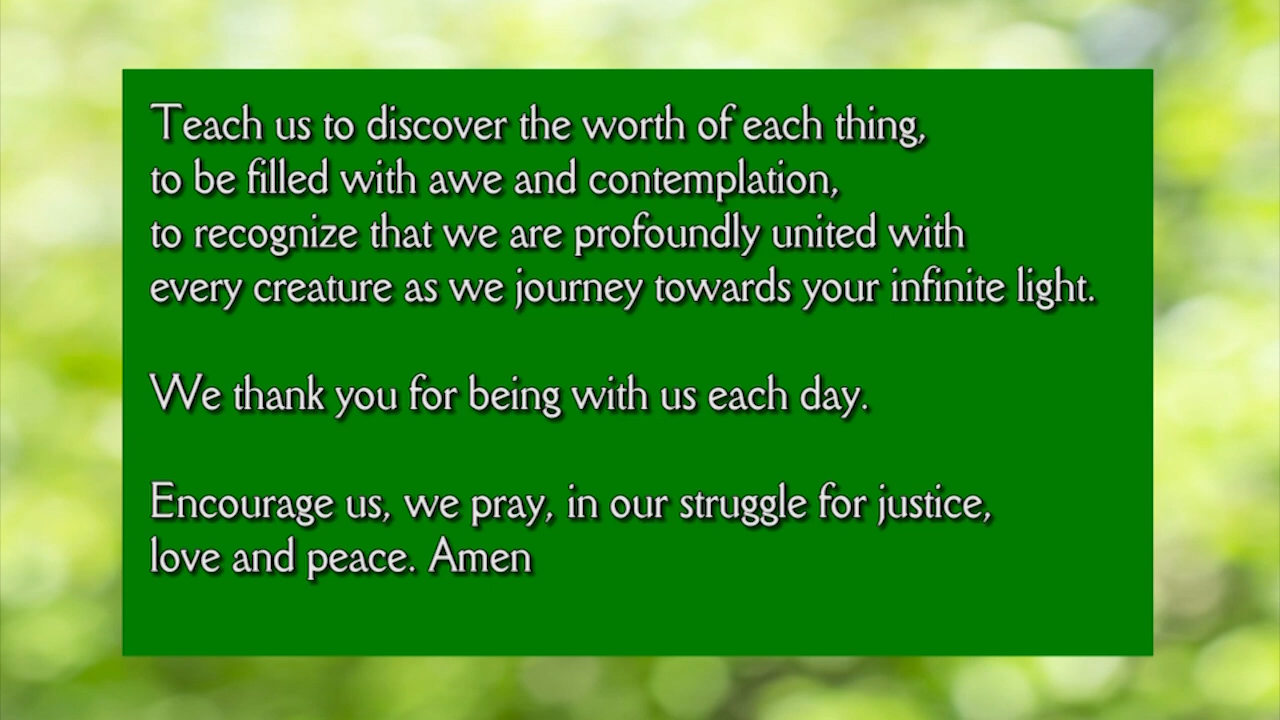 Teach us to discover the worth of each thing,
to be filled with awe and contemplation,
to recognize that we are profoundly united with
every creature as we journey towards your infinite light.
We thank you for being with us each day.
Encourage us, we pray, in our struggle for justice,
love and peace. Amen